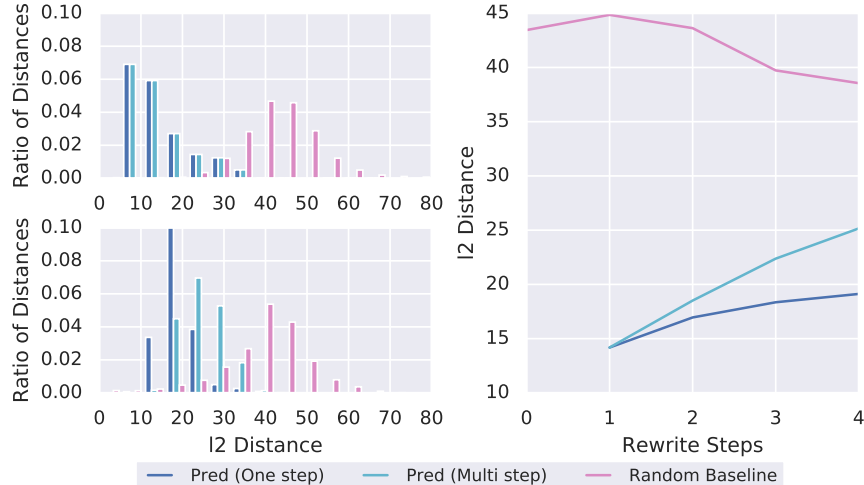 0.10
0.08
0.06
0.04
0.02
0.00
Ratio of Distances
0 10 20 30 40 50 60 70 80
0.10
0.08
0.06
0.04
0.02
0.00
Ratio of Distances
0 10 20 30 40 50 60 70 80
l2 Distance
45
40
35
30
25
20
15
10
l2 Distance
0 1 2 3 4
Rewrite Steps
Pred (One step) Pred (Multi step) Random Baseline